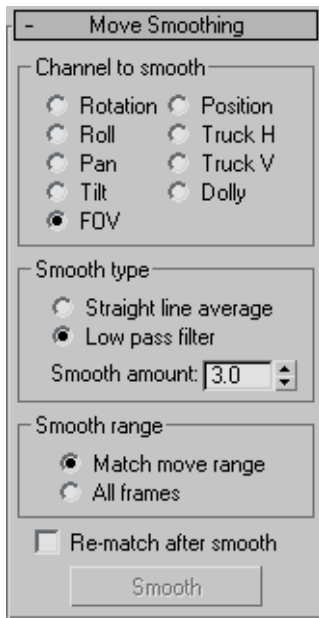 - Move Smoothing
Channel to smooth
Rotation Position
Roll Truck H
Pan Truck V
Tilt Dolly
FOV
Smooth type
Straight line average
Low pass filter
Smooth amount: 3.0
Smooth range
Match move range
All frames
Re-match after smooth
Smooth